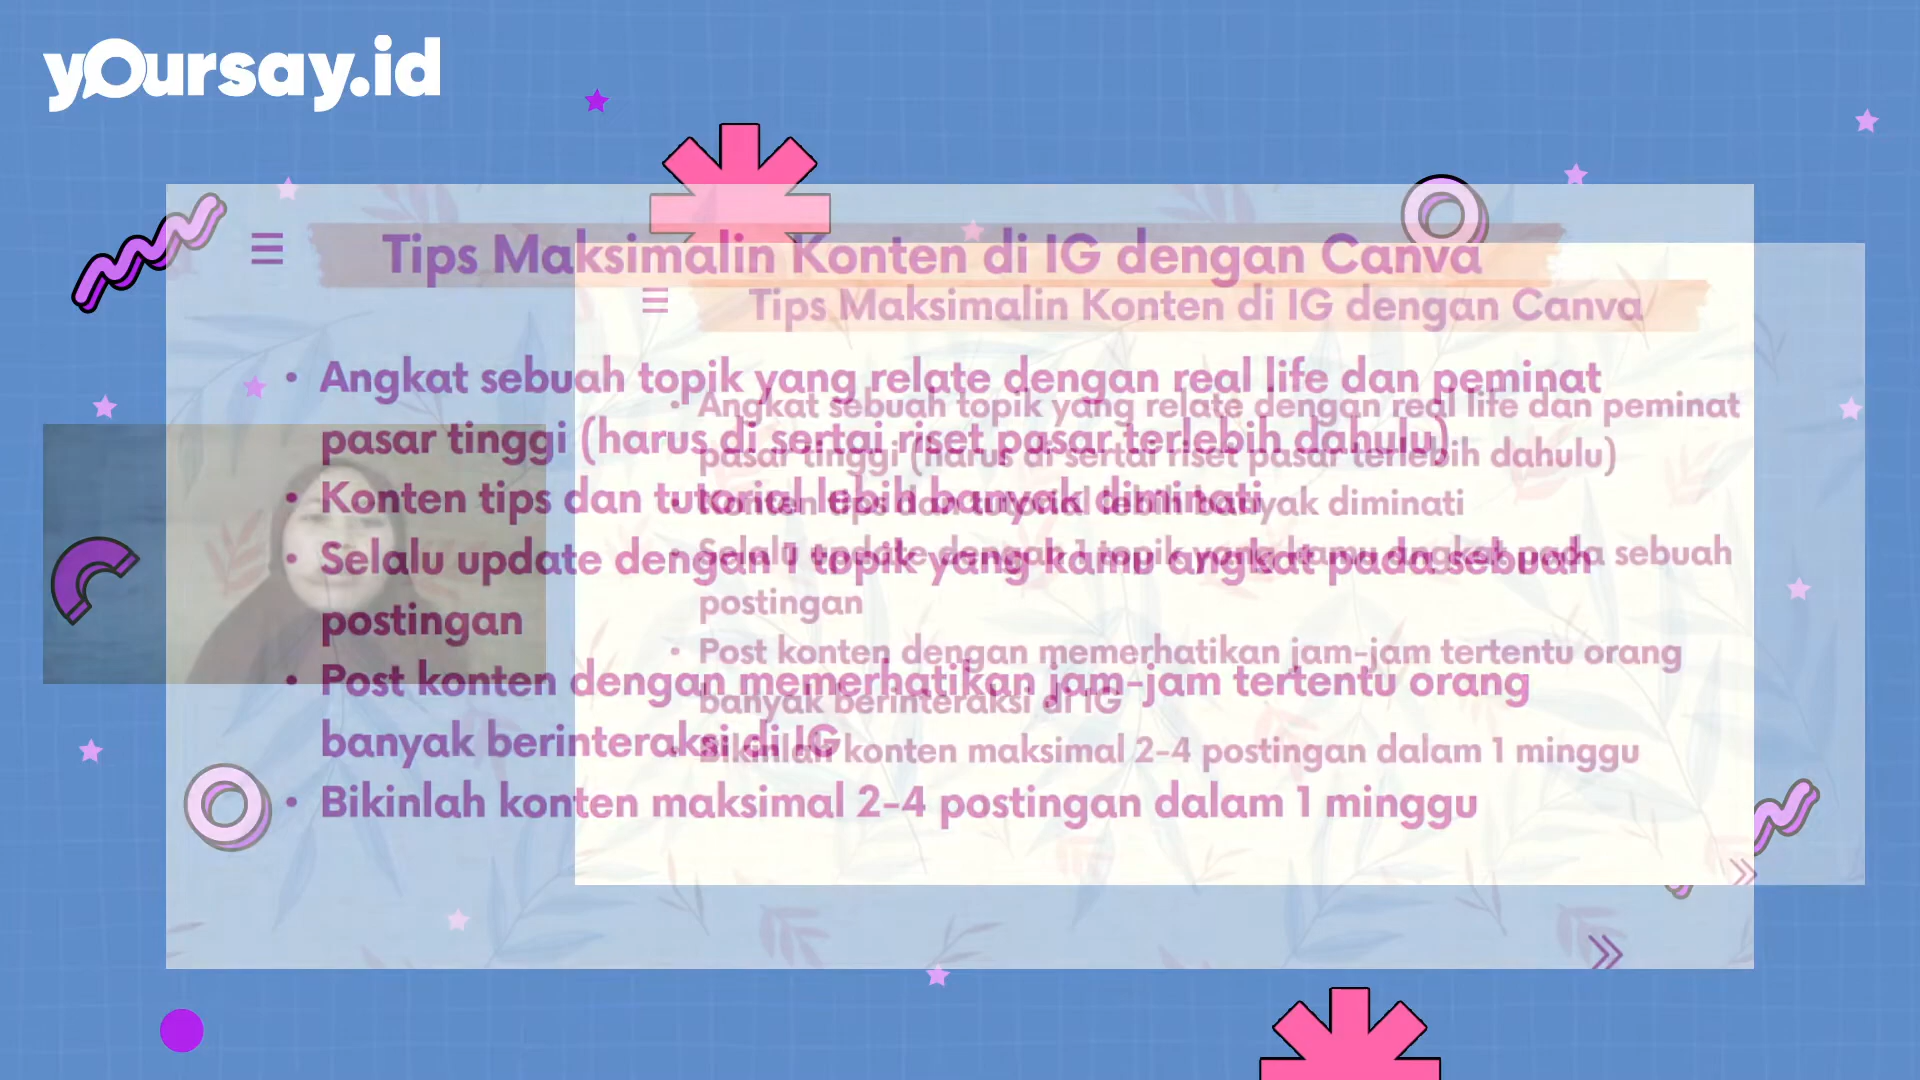 yoursay.id
Tips Maksimalin Konten di IG dengan Canva
• Angkat sebuah topik yang relate dengan real life dan peminat
pasar tinggi (harus di sertai riset pasar terlebih dahulu)
• Konten tips dan tutorial lebih banyak diminati
• Selalu update dengan 1 topik yang kamu angkat pada sebuah
postingan
• Post konten dengan memerhatikan jam-jam tertentu orang
banyak berinteraksi di IG
• Bikinlah konten maksimal 2-4 postingan dalam 1 minggu
Tips Maksimalin Konten di IG dengan Canva
• Angkat sebuah topik yang relate dengan real life dan peminat
pasar tinggi (harus di sertai riset pasar terlebih dahulu)
• Konten tips dan tutorial lebih banyak diminati
• Selalu update dengan 1 topik yang kamu angkat pada sebuah
postingan
• Post konten dengan memerhatikan jam-jam tertentu orang
banyak berinteraksi di IG
• Bikinlah konten maksimal 2-4 postingan dalam 1 minggu